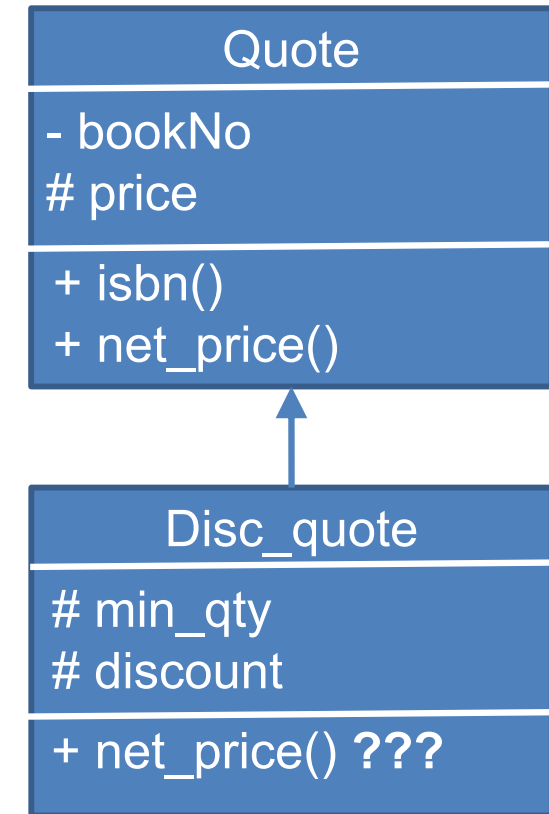 Quote
- bookNo
# price
+ isbn()
+ net_price()
Disc_quote
# min_qty
# discount
+ net_price() ???